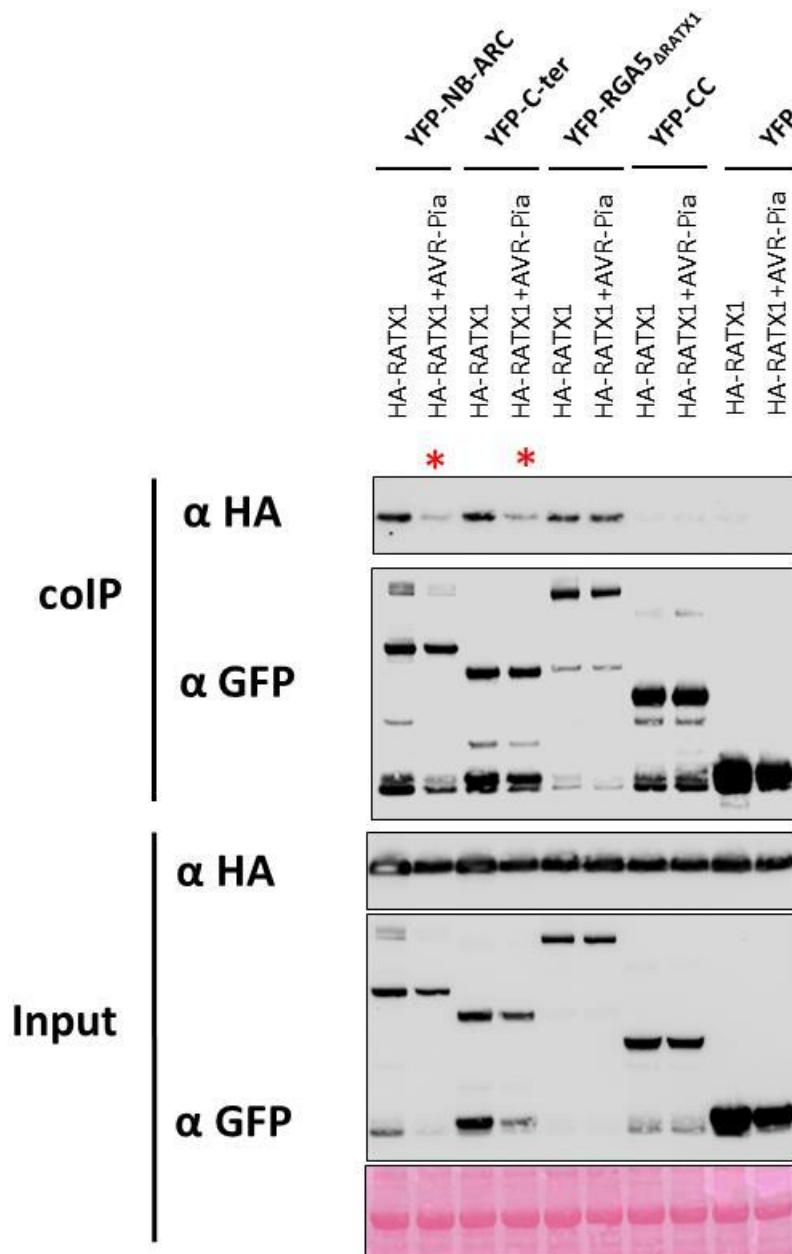 YFP-NB-ARC
YFP-C-ter
YFP-RGA5ΔRATX1
YFP-CC
YFP
HA-RATX1
HA-RATX1+AVR-Pia
HA-RATX1
HA-RATX1+AVR-Pia
HA-RATX1
HA-RATX1+AVR-Pia
HA-RATX1
HA-RATX1+AVR-Pia
HA-RATX1
HA-RATX1+AVR-Pia
* *
coIP
α HA
α GFP
Input
α HA
α GFP